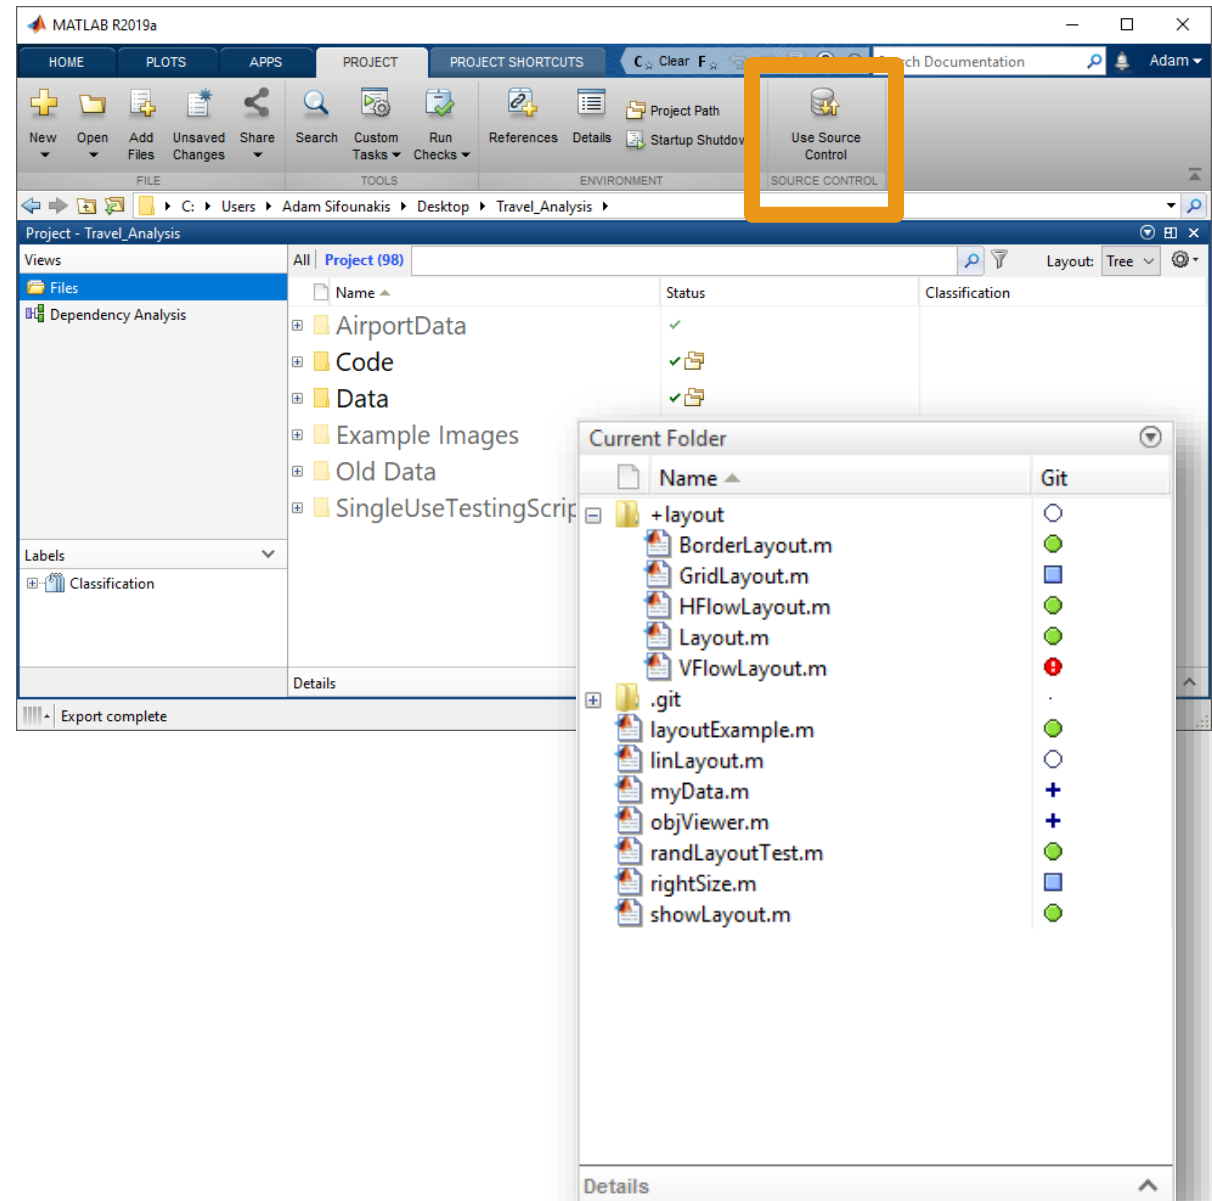 MATLAB R2019a
HOME PLOTS APPS PROJECT PROJECT SHORTCUTS C Clear F ch Documentation Adam
New Open Add Files Unsaved Changes Share Search Custom Tasks Run Checks References Details Project Path Startup Shutdow Use Source Control
FILE TOOLS ENVIRONMENT SOURCE CONTROL
C: Users Adam Sifounakis Desktop Travel_Analysis
Project - Travel_Analysis
Views All Project (98) Layout: Tree
Files Name Status Classification
Dependency Analysis
AirportData
Code
Data
Example Images
Old Data
SingleUseTestingScrip
Labels
Classification
Details
Export complete
Current Folder
Name Git
+layout
BorderLayout.m
GridLayout.m
HFlowLayout.m
Layout.m
VFlowLayout.m
.git
layoutExample.m
linLayout.m
myData.m
objViewer.m
randLayoutTest.m
rightSize.m
showLayout.m
Details